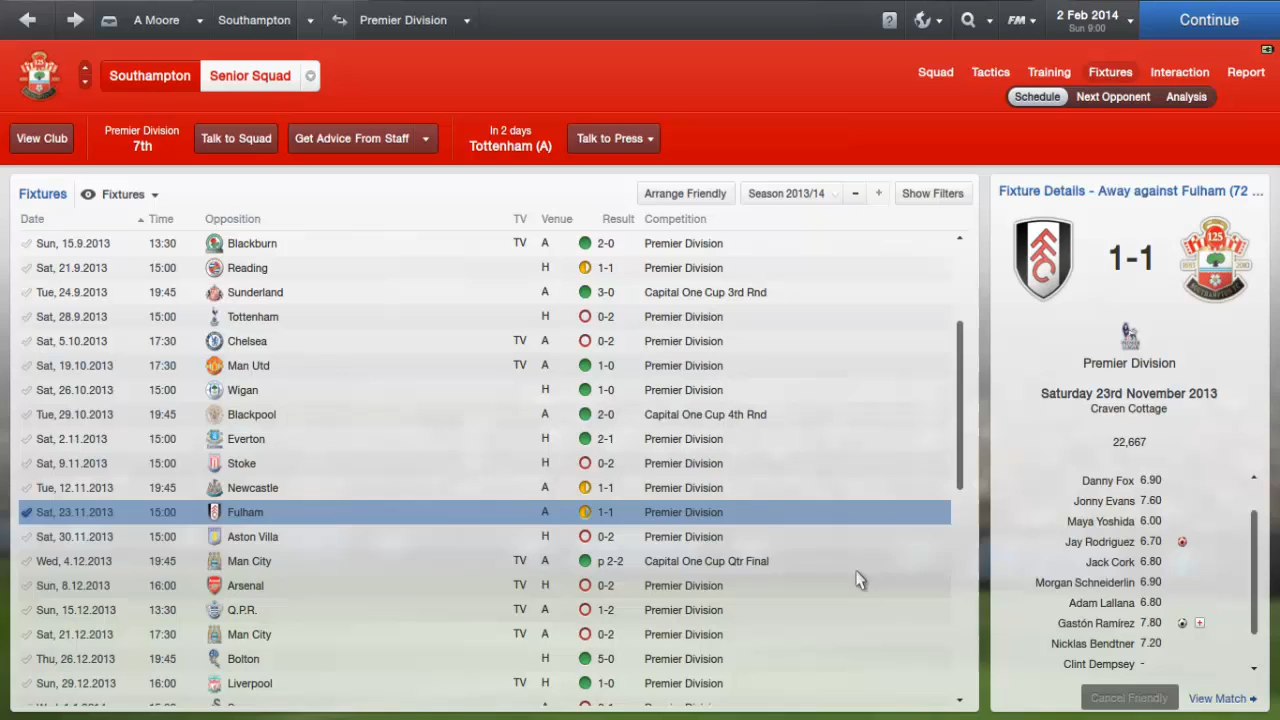 A Moore Southampton Premier Division ? FM 2 Feb 2014 Sun 9:00 Continue
Southampton Senior Squad
Squad Tactics Training Fixtures Interaction Report
Schedule Next Opponent Analysis
View Club Premier Division 7th Talk to Squad Get Advice From Staff In 2 days Tottenham (A) Talk to Press
Fixtures Fixtures Arrange Friendly Season 2013/14 - + Show Filters
Date Time Opposition TV Venue Result Competition
Sun, 15.9.2013 13:30 Blackburn TV A 2-0 Premier Division
Sat, 21.9.2013 15:00 Reading H 1-1 Premier Division
Tue, 24.9.2013 19:45 Sunderland A 3-0 Capital One Cup 3rd Rnd
Sat, 28.9.2013 15:00 Tottenham H 0-2 Premier Division
Sat, 5.10.2013 17:30 Chelsea TV A 0-2 Premier Division
Sat, 19.10.2013 17:30 Man Utd TV A 1-0 Premier Division
Sat, 26.10.2013 15:00 Wigan H 1-0 Premier Division
Tue, 29.10.2013 19:45 Blackpool A 2-0 Capital One Cup 4th Rnd
Sat, 2.11.2013 15:00 Everton H 2-1 Premier Division
Sat, 9.11.2013 15:00 Stoke H 0-2 Premier Division
Tue, 12.11.2013 19:45 Newcastle A 1-1 Premier Division
Sat, 23.11.2013 15:00 Fulham A 1-1 Premier Division
Sat, 30.11.2013 15:00 Aston Villa H 0-2 Premier Division
Wed, 4.12.2013 19:45 Man City TV A p 2-2 Capital One Cup Qtr Final
Sun, 8.12.2013 16:00 Arsenal TV H 0-2 Premier Division
Sun, 15.12.2013 13:30 Q.P.R. TV A 1-2 Premier Division
Sat, 21.12.2013 17:30 Man City TV A 0-2 Premier Division
Thu, 26.12.2013 19:45 Bolton H 5-0 Premier Division
Sun, 29.12.2013 16:00 Liverpool TV H 1-0 Premier Division
Fixture Details - Away against Fulham (72 ...
1-1
Premier Division
Saturday 23rd November 2013
Craven Cottage
22,667
Danny Fox 6.90
Jonny Evans 7.60
Maya Yoshida 6.00
Jay Rodriguez 6.70
Jack Cork 6.80
Morgan Schneiderlin 6.90
Adam Lallana 6.80
Gastón Ramírez 7.80
Nicklas Bendtner 7.20
Clint Dempsey -
Cancel Friendly View Match